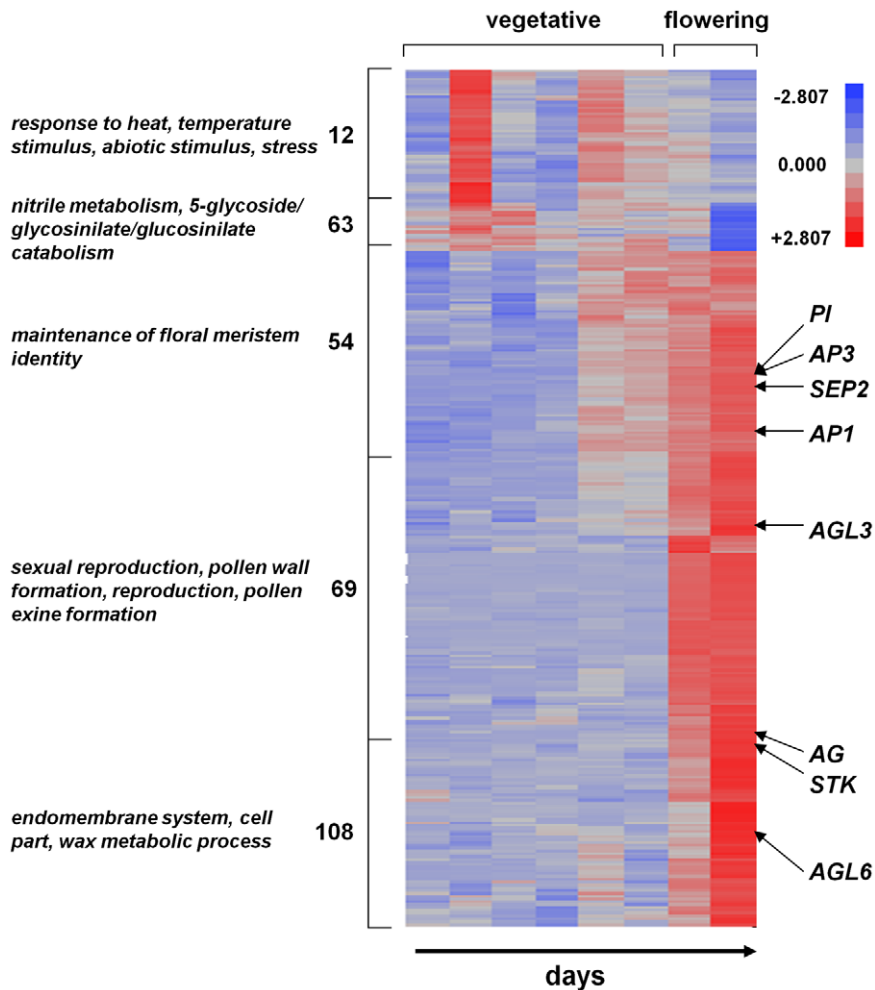 vegetative
flowering
response to heat, temperature
stimulus, abiotic stimulus, stress
12
nitrile metabolism, 5-glycoside/
glycosinilate/glucosinilate
catabolism
63
maintenance of floral meristem
identity
54
sexual reproduction, pollen wall
formation, reproduction, pollen
exine formation
69
endomembrane system, cell
part, wax metabolic process
108
-2.807
0.000
+2.807
PI
AP3
SEP2
AP1
AGL3
AG
STK
AGL6
days